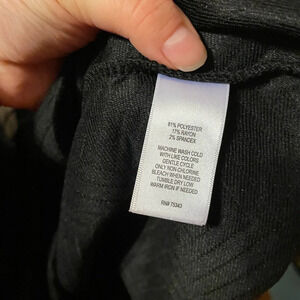 81% POLYESTER
17% RAYON
2% SPANDEX
MACHINE WASH COLD
WITH LIKE COLORS
GENTLE CYCLE
ONLY NON-CHLORINE
BLEACH WHEN NEEDED
TUMBLE DRY LOW
WARM IRON IF NEEDED
RN# 73343